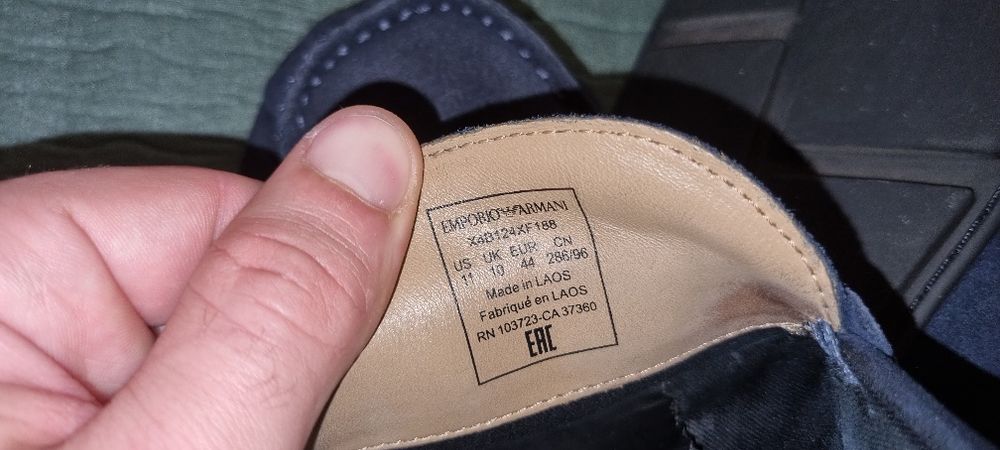 EMPORIO ARMANI
X4B124XF188
US UK EUR CN
11 10 44 286/96
Made in LAOS
Fabriqué en LAOS
RN 103723-CA 37360
EAC